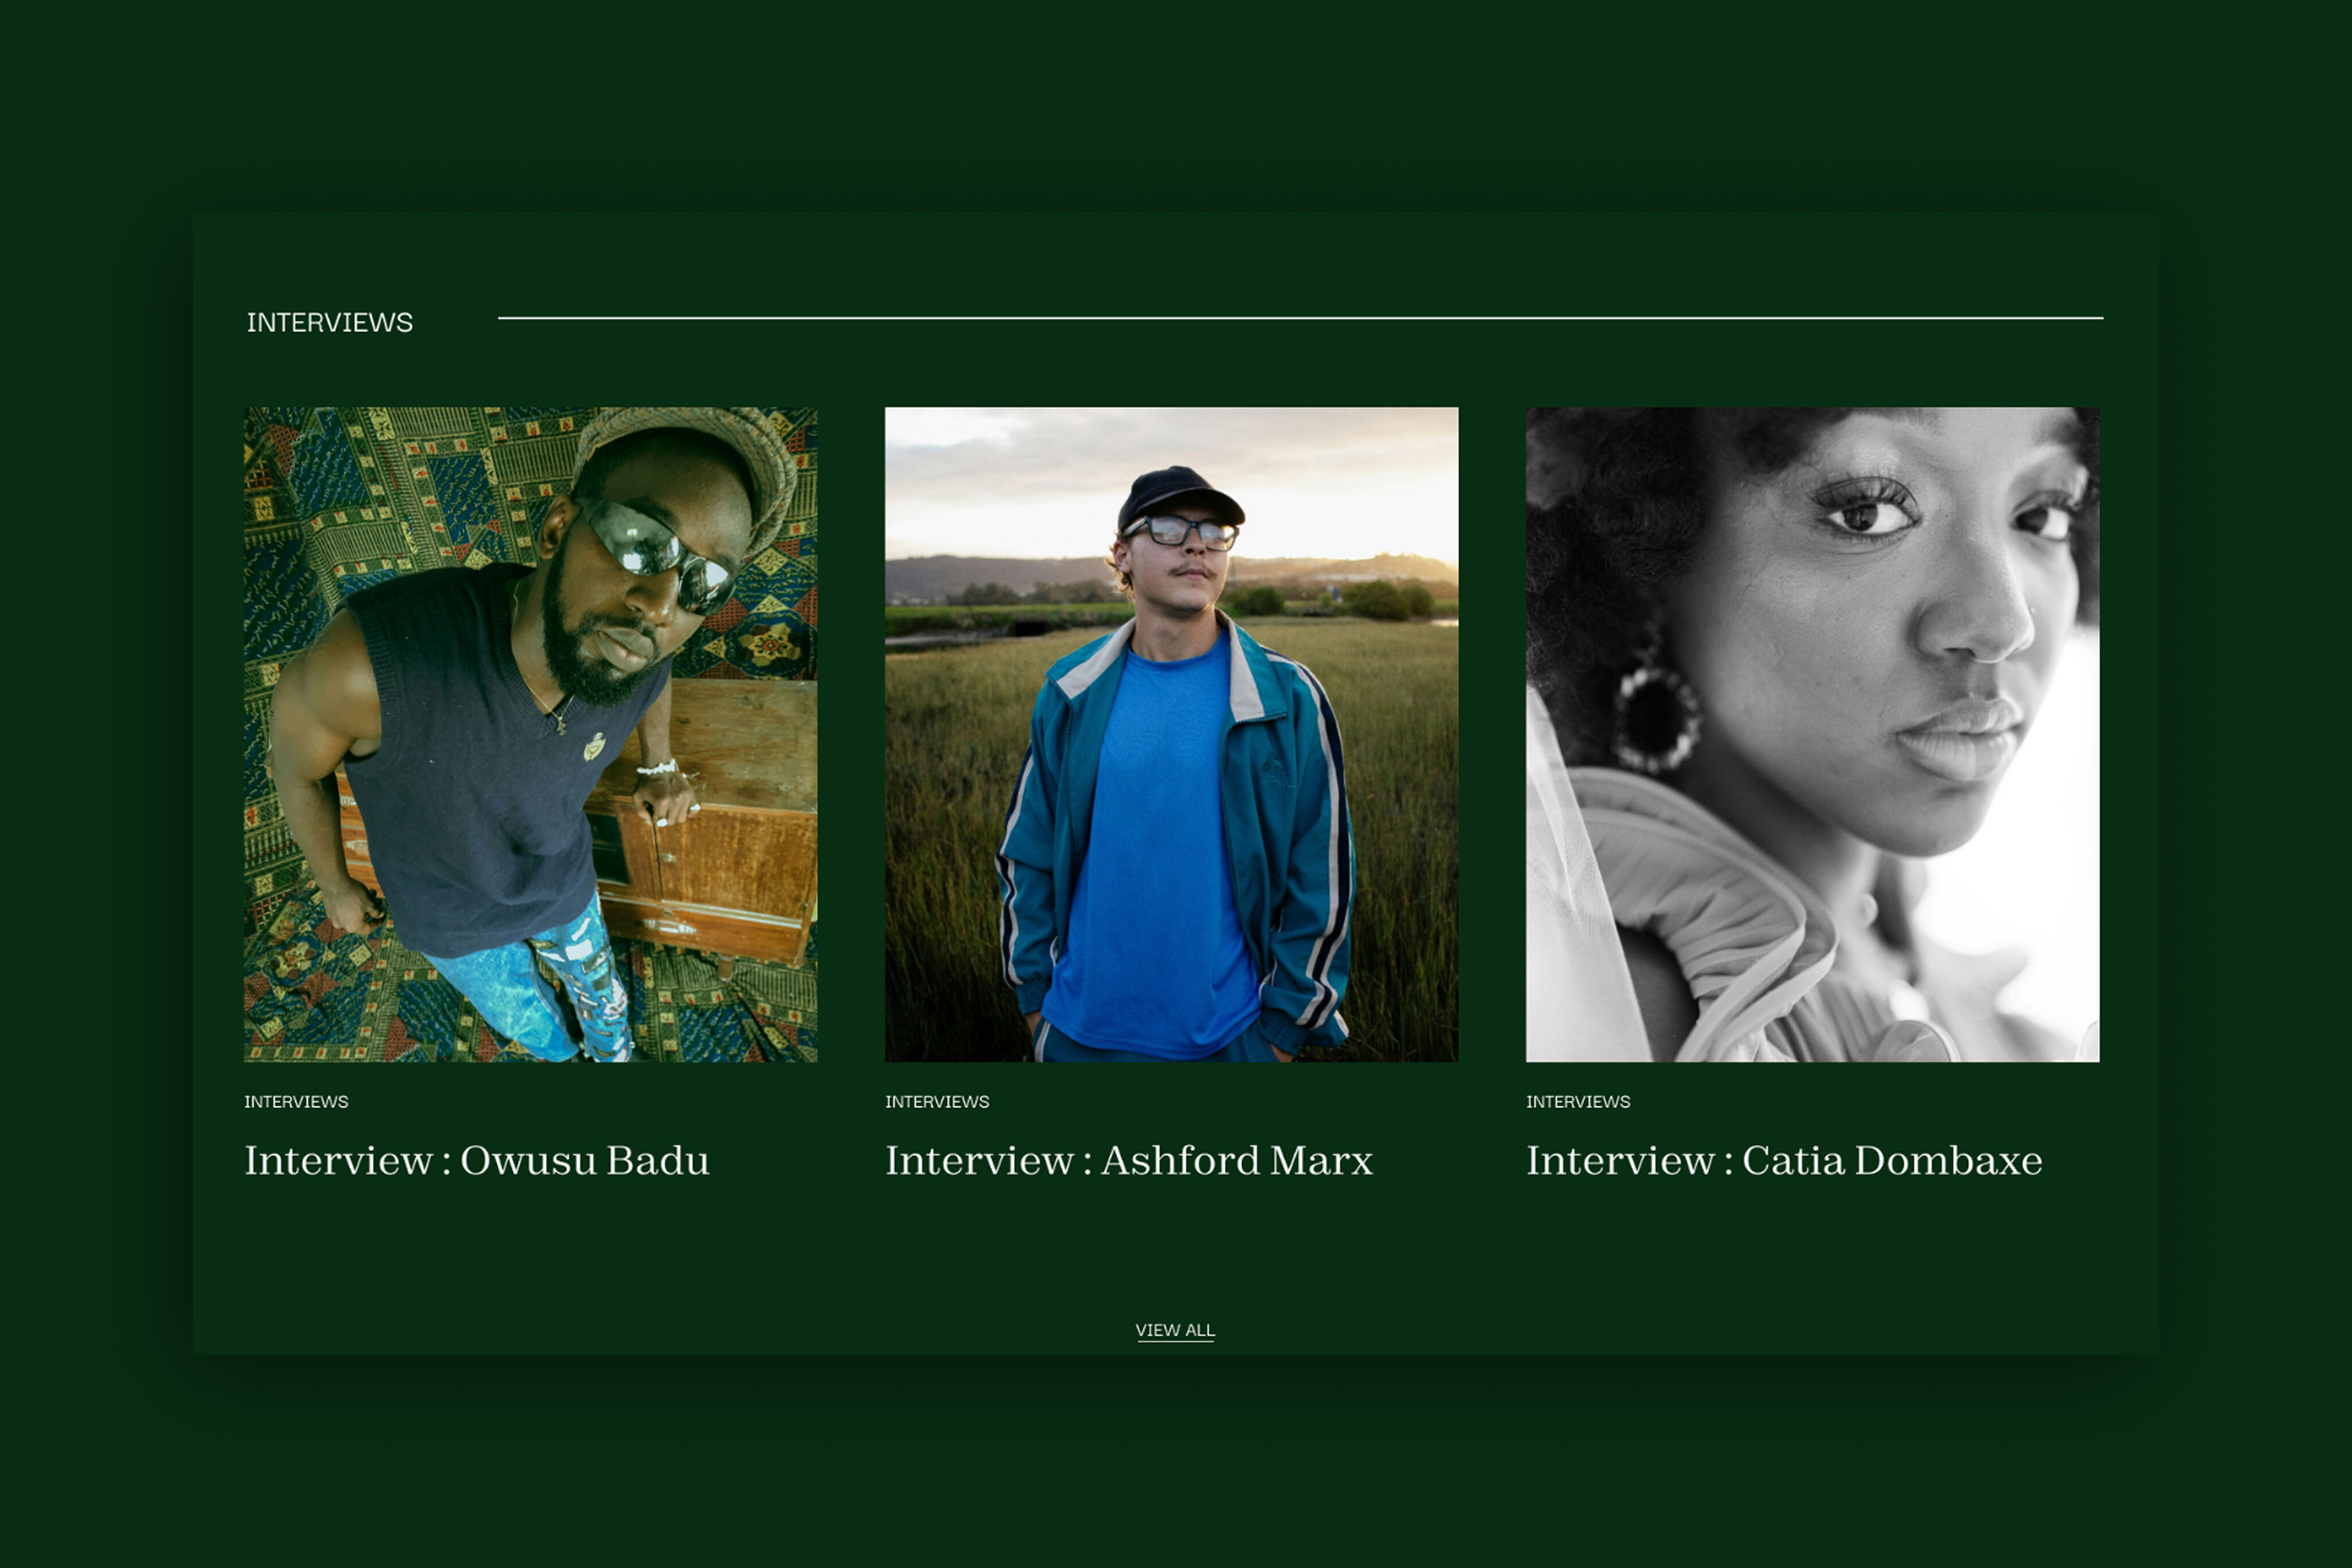 INTERVIEWS
INTERVIEWS
Interview : Owusu Badu
INTERVIEWS
Interview : Ashford Marx
INTERVIEWS
Interview : Catia Dombaxe
VIEW ALL